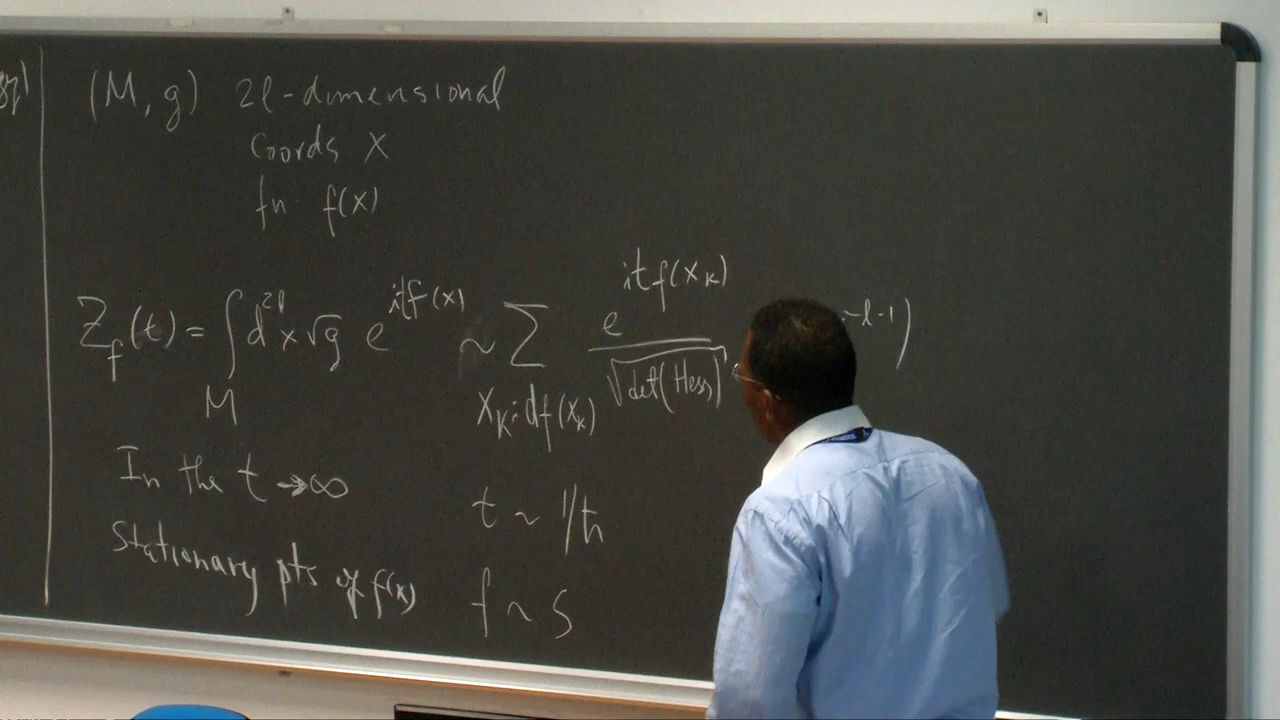 (M, g) 2l-dimensional
Coords X
fn f(x)
Z_f(t) = ∫_M d^{2l}x √g e^{itf(x)} ~ Σ_{x_k: df(x_k)} e^{itf(x_k)} / √det(Hess) -l-1)
In the t → ∞
Stationary pts of f(x)
t ~ 1/ħ
f ~ S